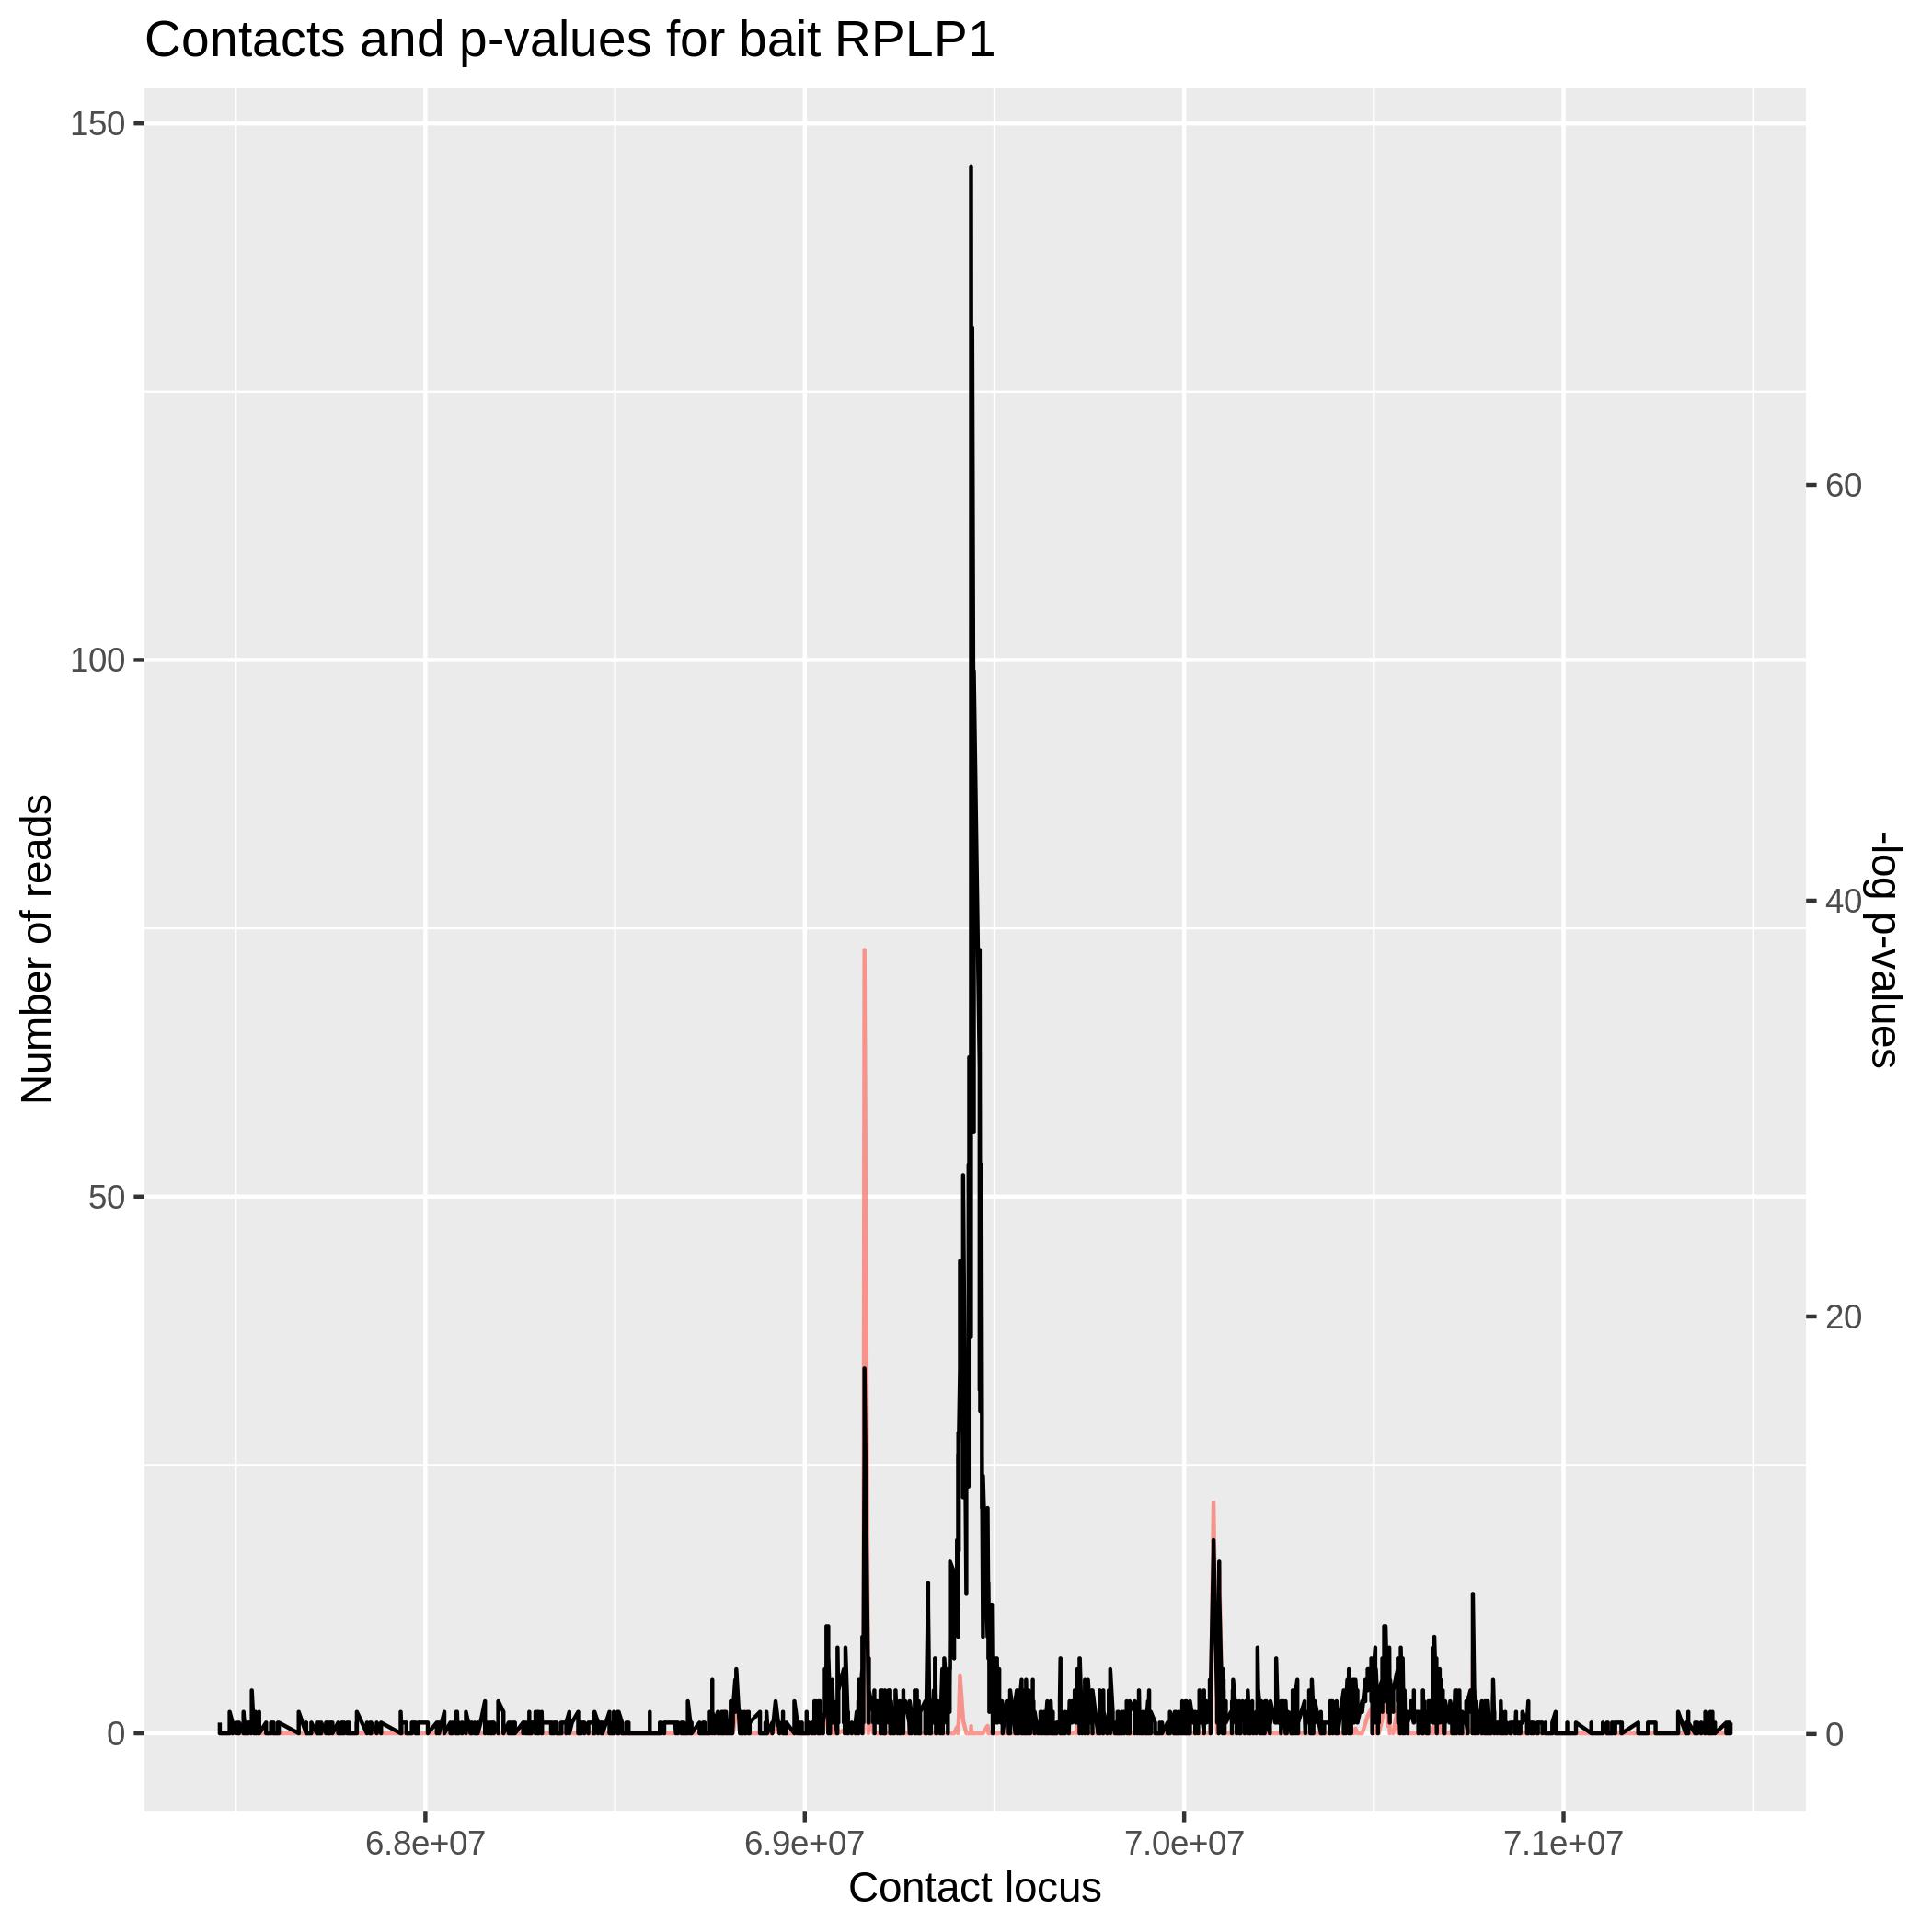 Contacts and p-values for bait RPLP1
Number of reads
150
100
50
0
60
40
20
0
-log p-values
6.8e+07
6.9e+07
7.0e+07
7.1e+07
Contact locus